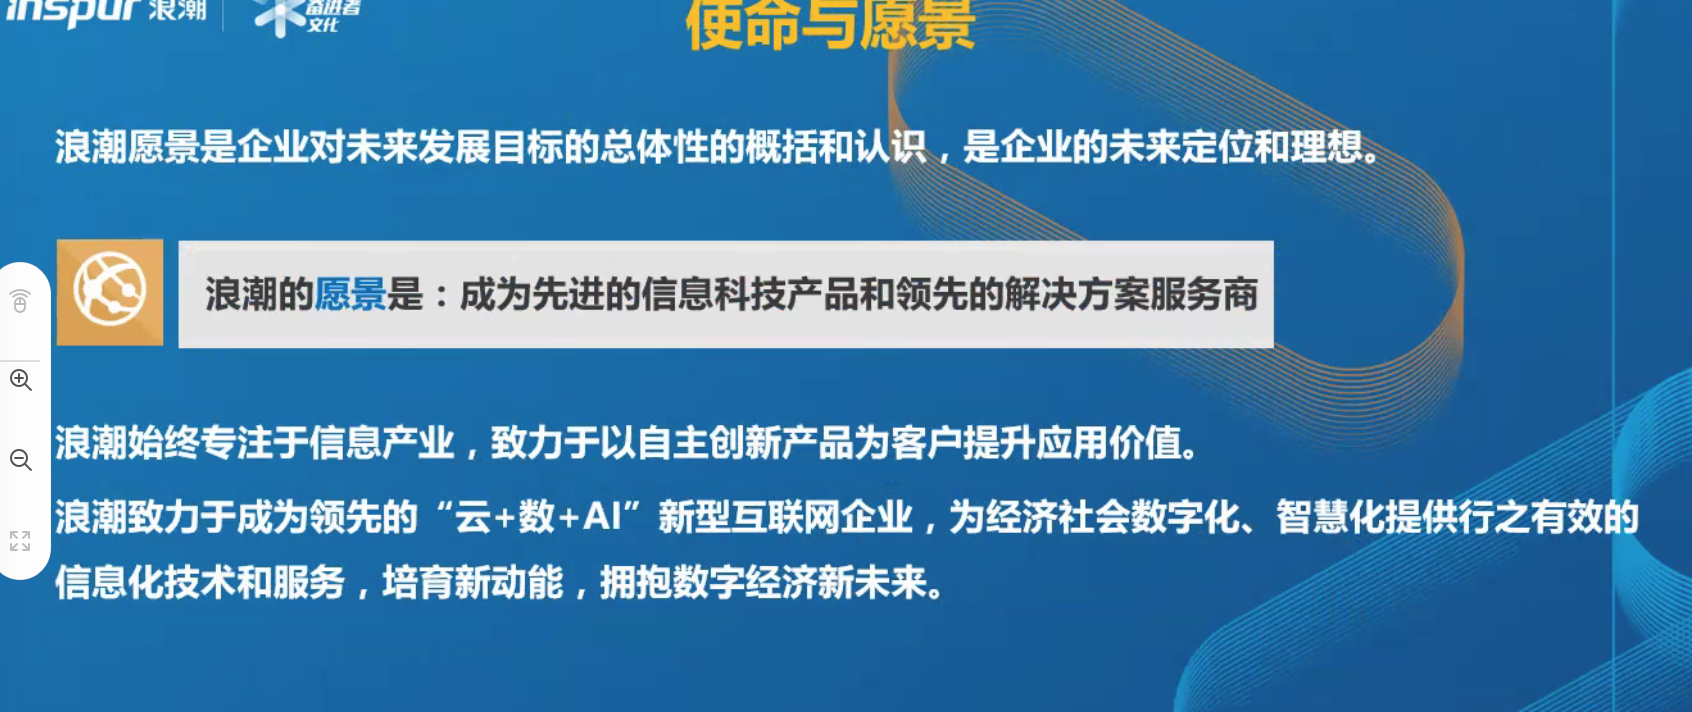 inspur 浪潮 奋进者
文化
使命与愿景
浪潮愿景是企业对未来发展目标的总体性的概括和认识，是企业的未来定位和理想。
浪潮的愿景是：成为先进的信息科技产品和领先的解决方案服务商
浪潮始终专注于信息产业，致力于以自主创新产品为客户提升应用价值。
浪潮致力于成为领先的“云+数+AI”新型互联网企业，为经济社会数字化、智慧化提供行之有效的
信息化技术和服务，培育新动能，拥抱数字经济新未来。